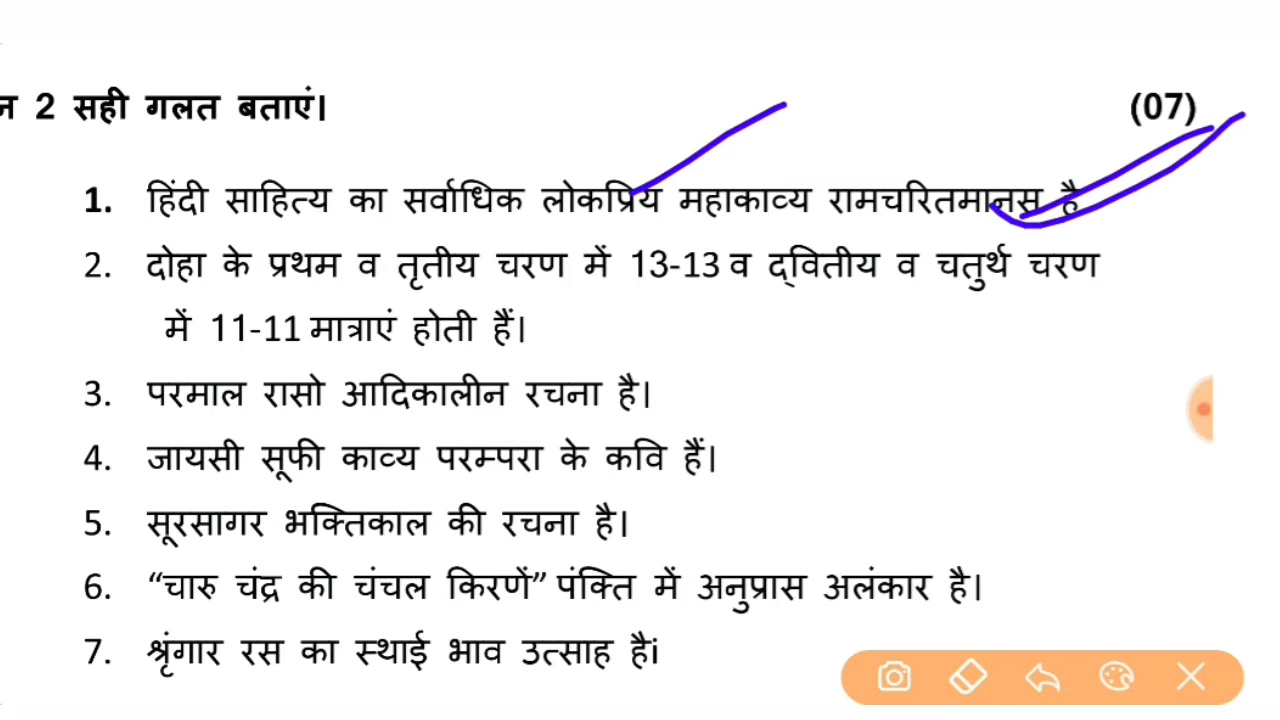 न 2 सही गलत बताएं। (07)
1. हिंदी साहित्य का सर्वाधिक लोकप्रिय महाकाव्य रामचरितमानस है
2. दोहा के प्रथम व तृतीय चरण में 13-13 व द्वितीय व चतुर्थ चरण
में 11-11 मात्राएं होती हैं।
3. परमाल रासो आदिकालीन रचना है।
4. जायसी सूफी काव्य परम्परा के कवि हैं।
5. सूरसागर भक्तिकाल की रचना है।
6. “चारु चंद्र की चंचल किरणें” पंक्ति में अनुप्रास अलंकार है।
7. श्रृंगार रस का स्थाई भाव उत्साह हैi